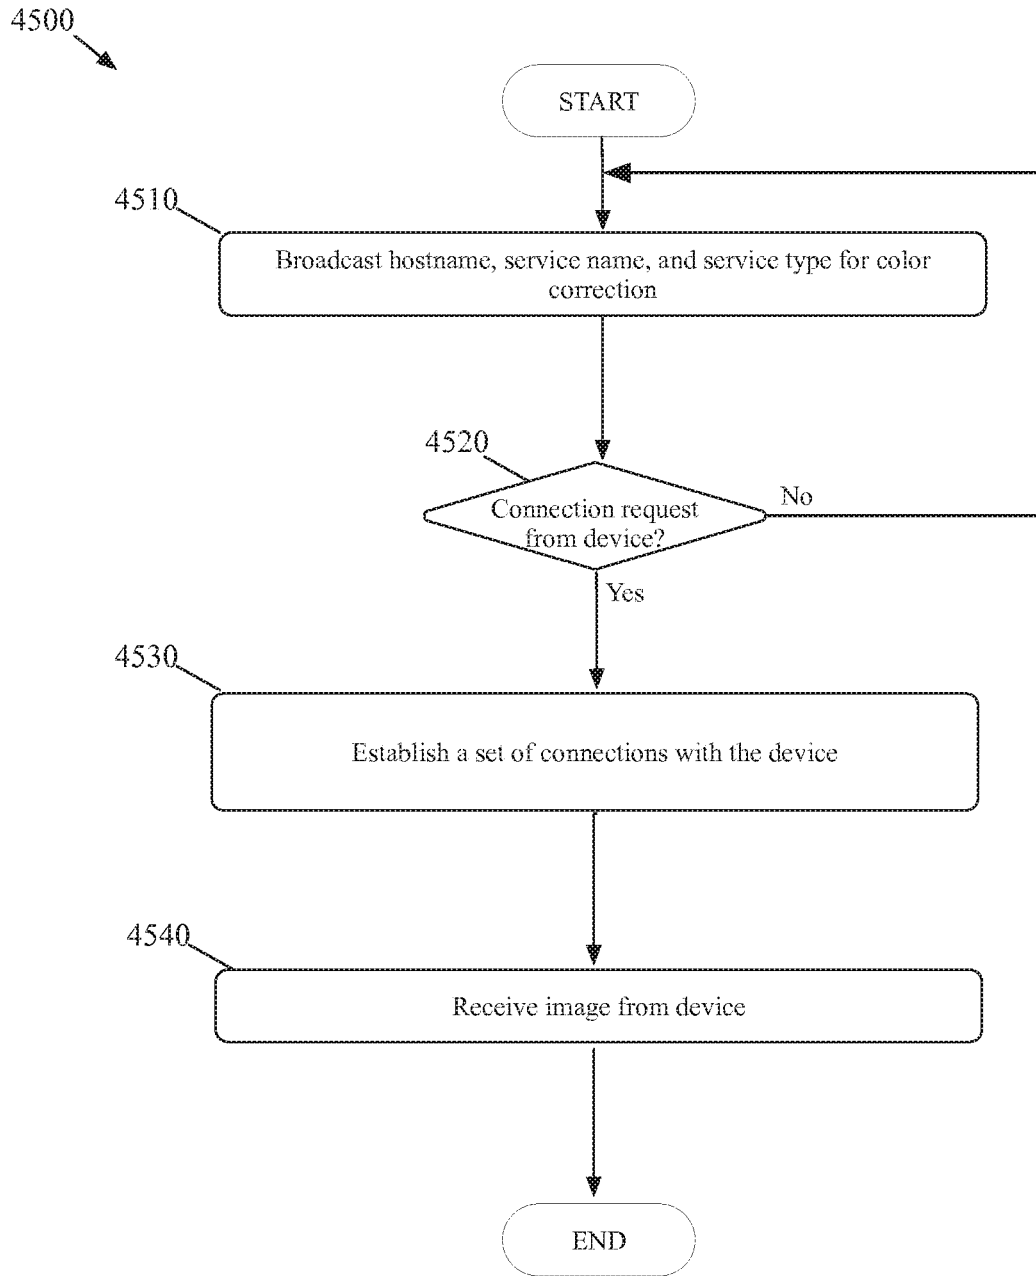 4500
START
4510
Broadcast hostname, service name, and service type for color
correction
4520
Connection request
from device?
No
Yes
4530
Establish a set of connections with the device
4540
Receive image from device
END